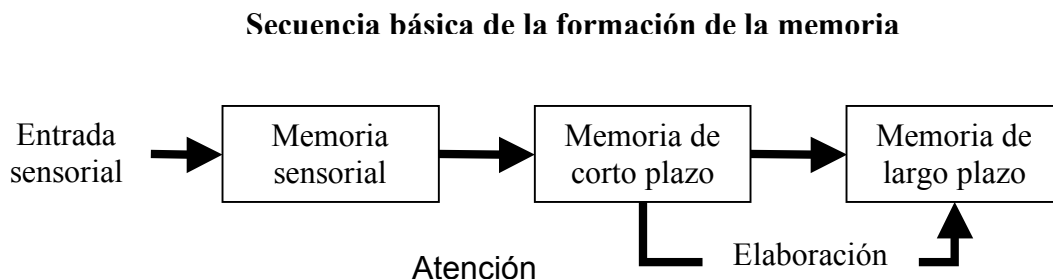 Secuencia básica de la formación de la memoria
Entrada
sensorial
Memoria
sensorial
Memoria de
corto plazo
Memoria de
largo plazo
Elaboración
Atención